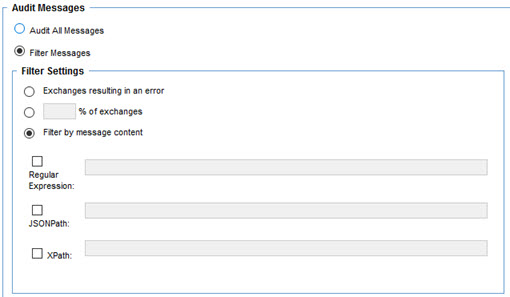 Audit Messages
Audit All Messages
Filter Messages
Filter Settings
Exchanges resulting in an error
% of exchanges
Filter by message content
Regular
Expression:
JSONPath:
XPath: